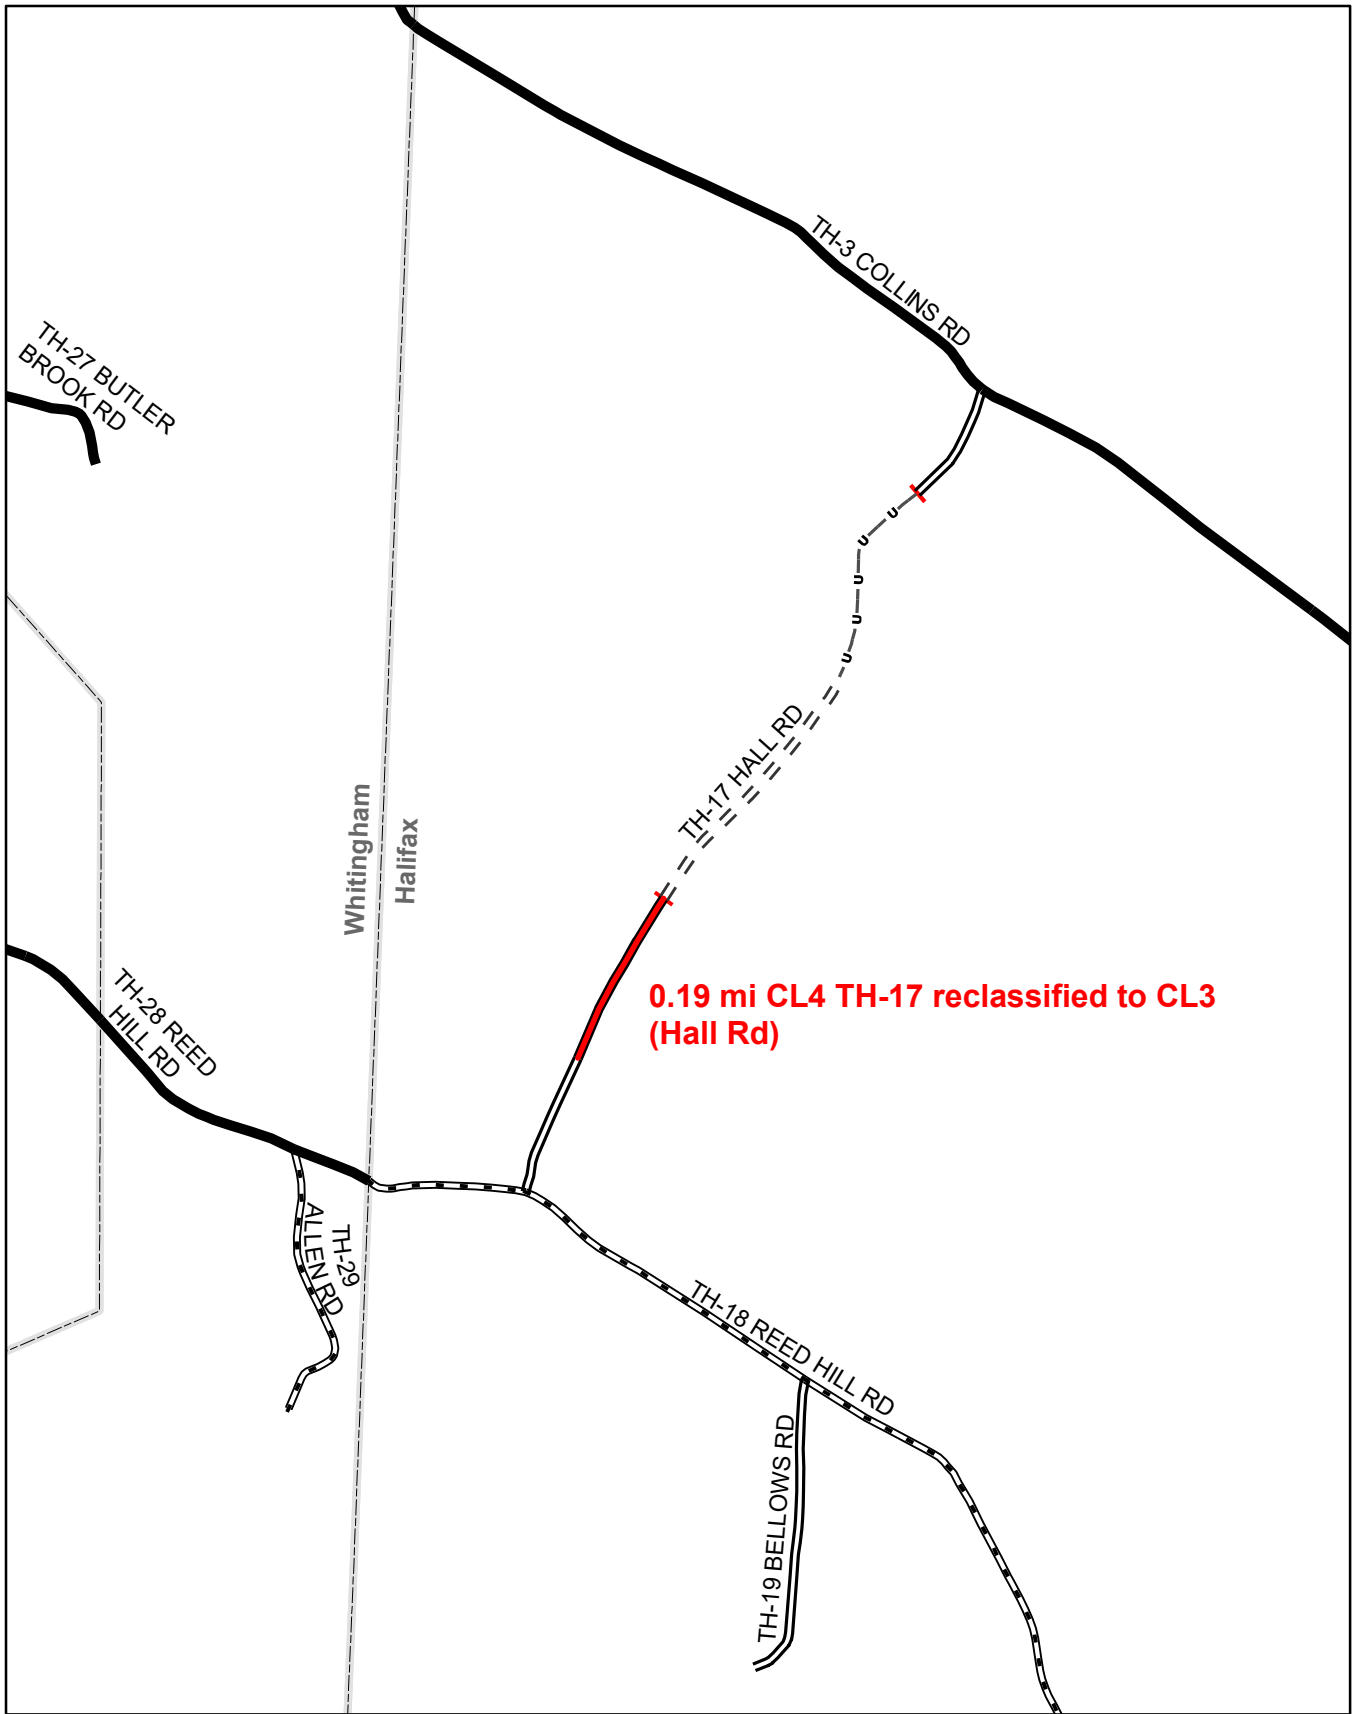 TH-3 COLLINS RD
TH-27 BUTLER
BROOK RD
TH-17 HALL RD
Whitingham
Halifax
0.19 mi CL4 TH-17 reclassified to CL3
(Hall Rd)
TH-28 REED
HILL RD
TH-29
ALLEN RD
TH-18 REED HILL RD
TH-19 BELLOWS RD